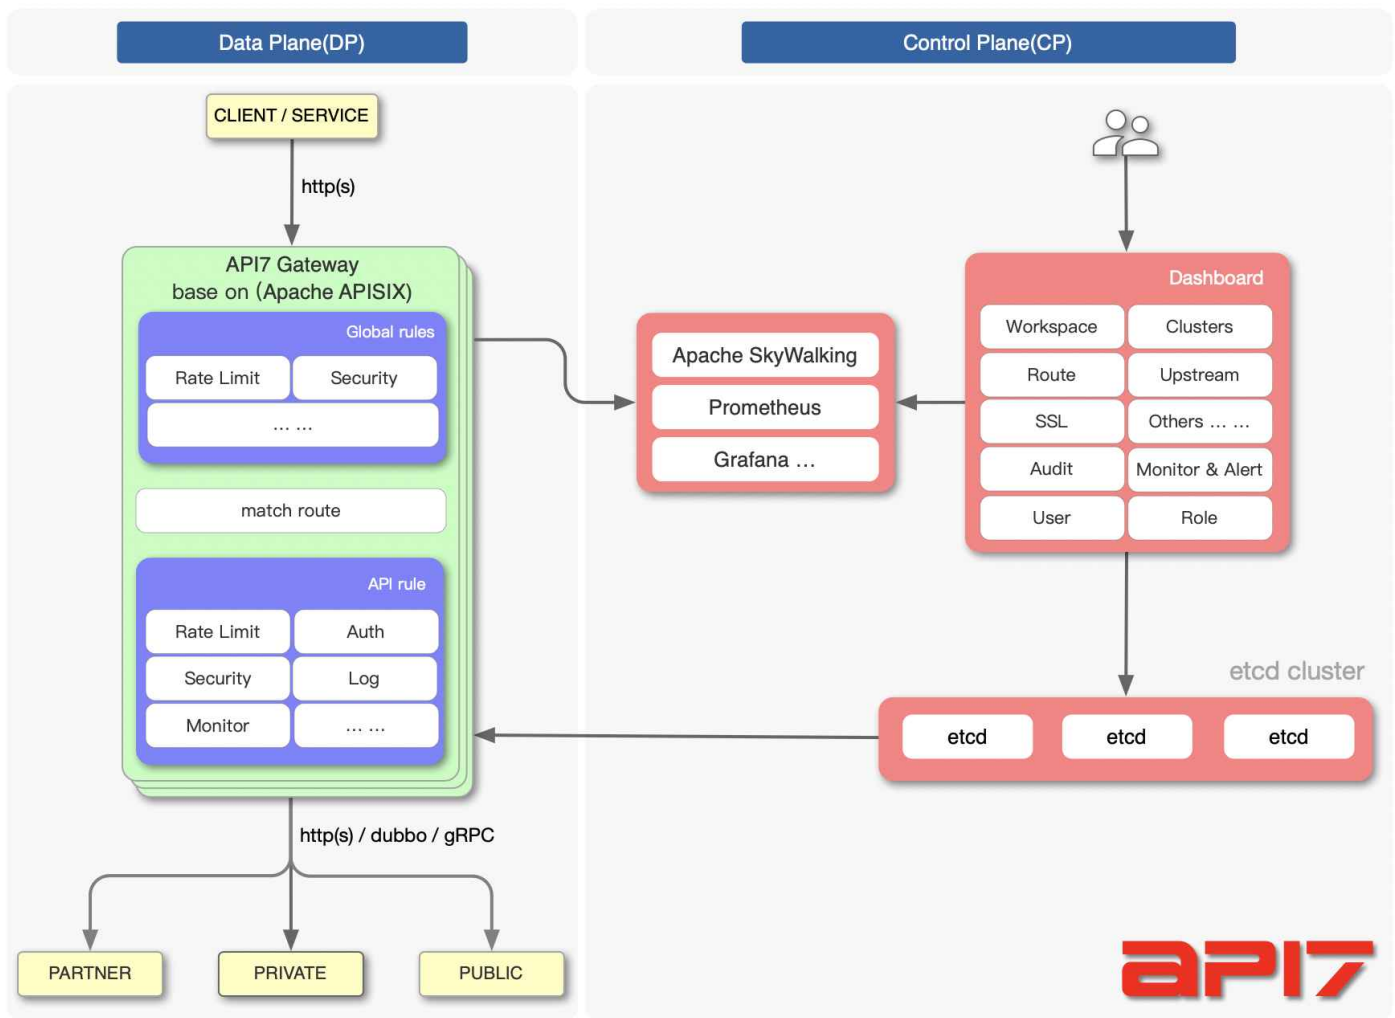 Data Plane(DP)
Control Plane(CP)
CLIENT / SERVICE
http(s)
API7 Gateway
base on (Apache APISIX)
Global rules
Rate Limit
Security
... ...
match route
API rule
Rate Limit
Auth
Security
Log
Monitor
... ...
http(s) / dubbo / gRPC
PARTNER
PRIVATE
PUBLIC
Apache SkyWalking
Prometheus
Grafana ...
Dashboard
Workspace
Clusters
Route
Upstream
SSL
Others ... ...
Audit
Monitor & Alert
User
Role
etcd cluster
etcd
etcd
etcd
API7